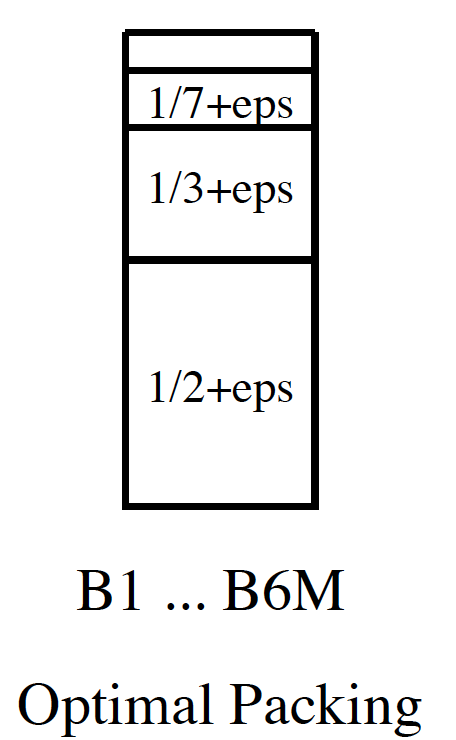 1/7+eps
1/3+eps
1/2+eps
B1 ... B6M
Optimal Packing